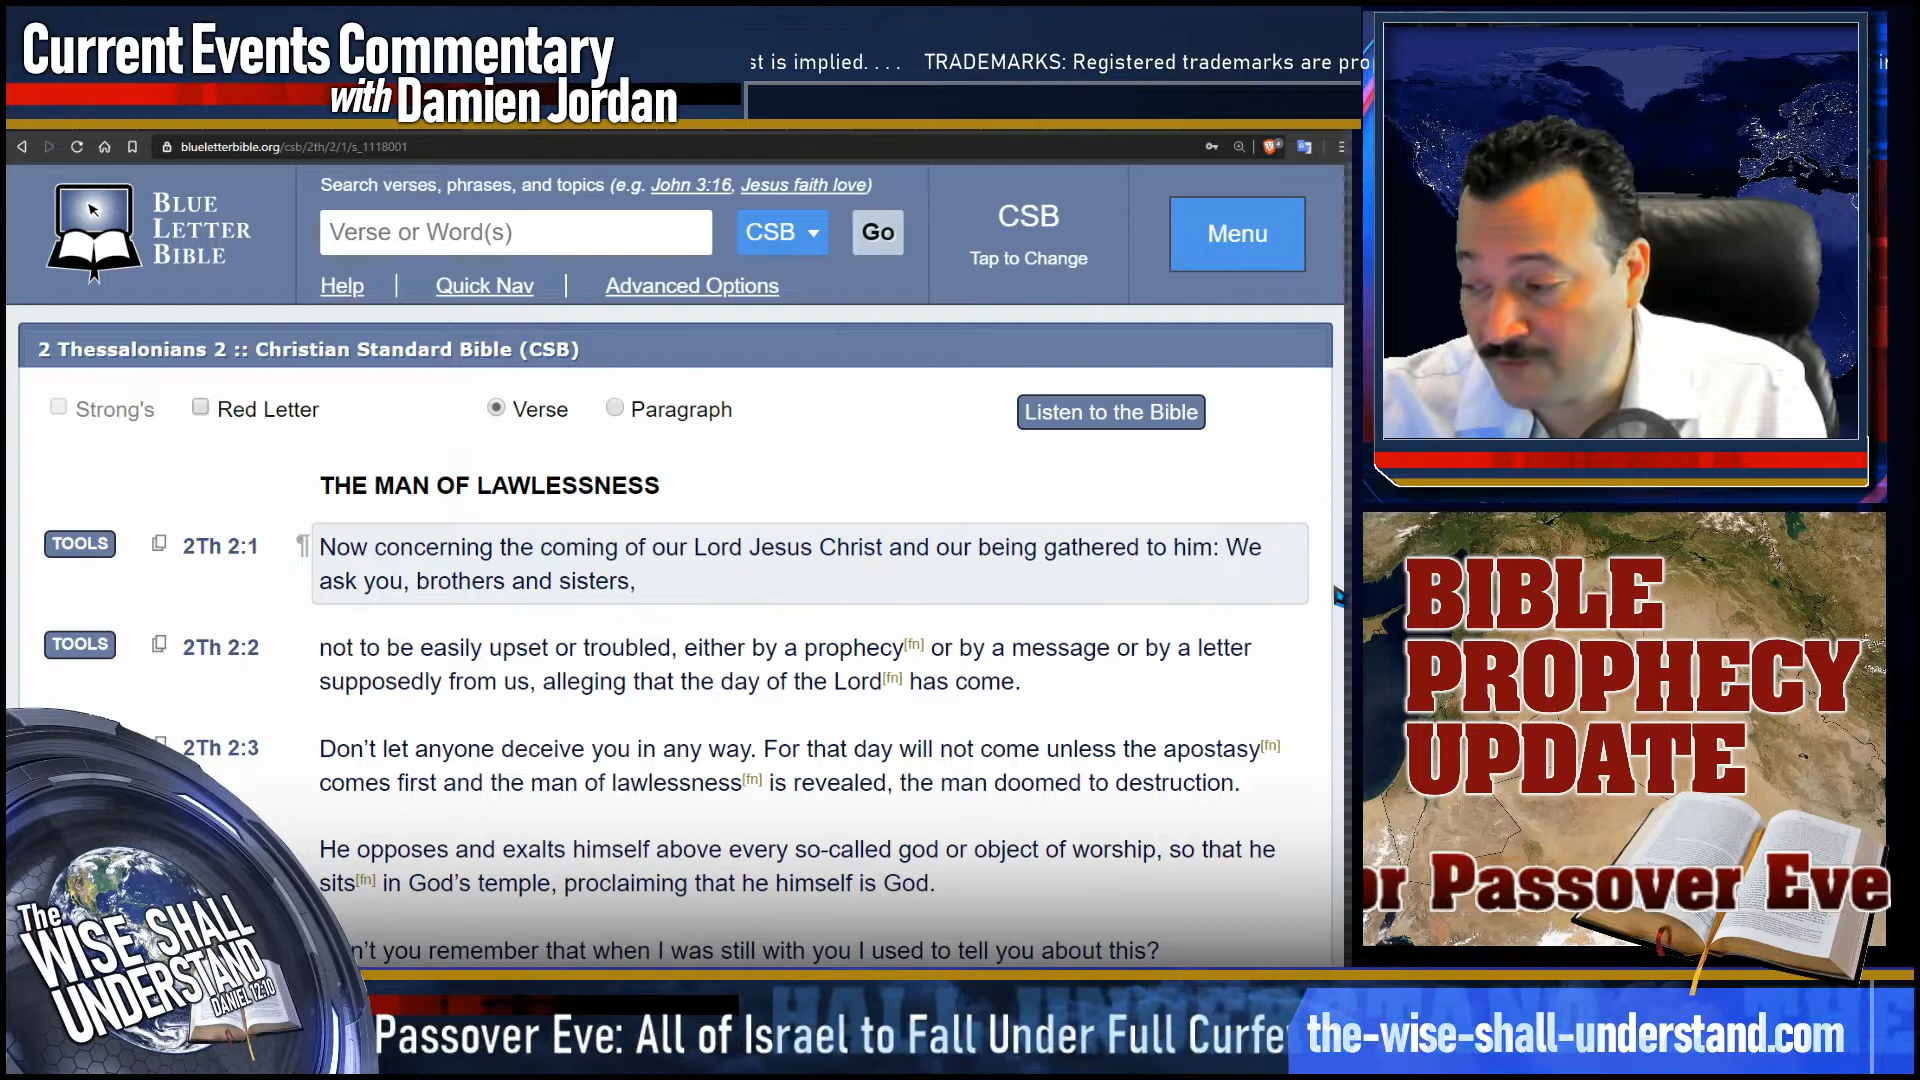 Current Events Commentary
with Damien Jordan
st is implied. . . . TRADEMARKS: Registered trademarks are pro
blueletterbible.org/csb/2th/2/1/s_1118001
BLUE
LETTER
BIBLE
Search verses, phrases, and topics (e.g. John 3:16, Jesus faith love)
Verse or Word(s)
CSB
Go
Help
Quick Nav
Advanced Options
CSB
Tap to Change
Menu
2 Thessalonians 2 :: Christian Standard Bible (CSB)
Strong's
Red Letter
Verse
Paragraph
Listen to the Bible
THE MAN OF LAWLESSNESS
TOOLS 2Th 2:1 ¶ Now concerning the coming of our Lord Jesus Christ and our being gathered to him: We
ask you, brothers and sisters,
TOOLS 2Th 2:2 not to be easily upset or troubled, either by a prophecy[fn] or by a message or by a letter
supposedly from us, alleging that the day of the Lord[fn] has come.
2Th 2:3 Don’t let anyone deceive you in any way. For that day will not come unless the apostasy[fn]
comes first and the man of lawlessness[fn] is revealed, the man doomed to destruction.
He opposes and exalts himself above every so-called god or object of worship, so that he
sits[fn] in God’s temple, proclaiming that he himself is God.
n’t you remember that when I was still with you I used to tell you about this?
BIBLE
PROPHECY
UPDATE
or Passover Eve
The
WISE SHALL
UNDERSTAND
DANIEL 12:10
Passover Eve: All of Israel to Fall Under Full Curfe
the-wise-shall-understand.com